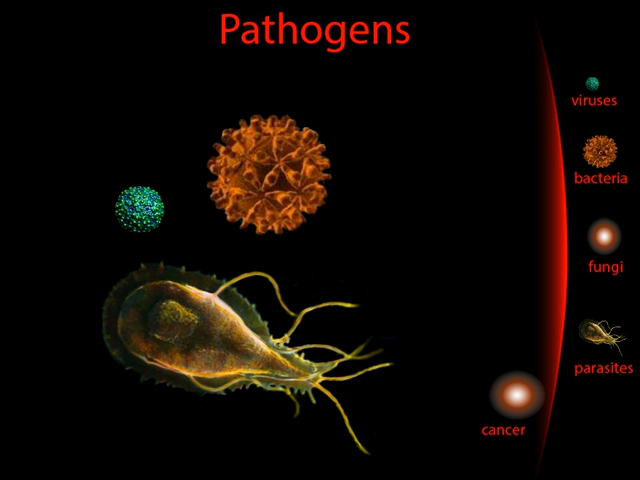 Pathogens
viruses
bacteria
fungi
parasites
cancer